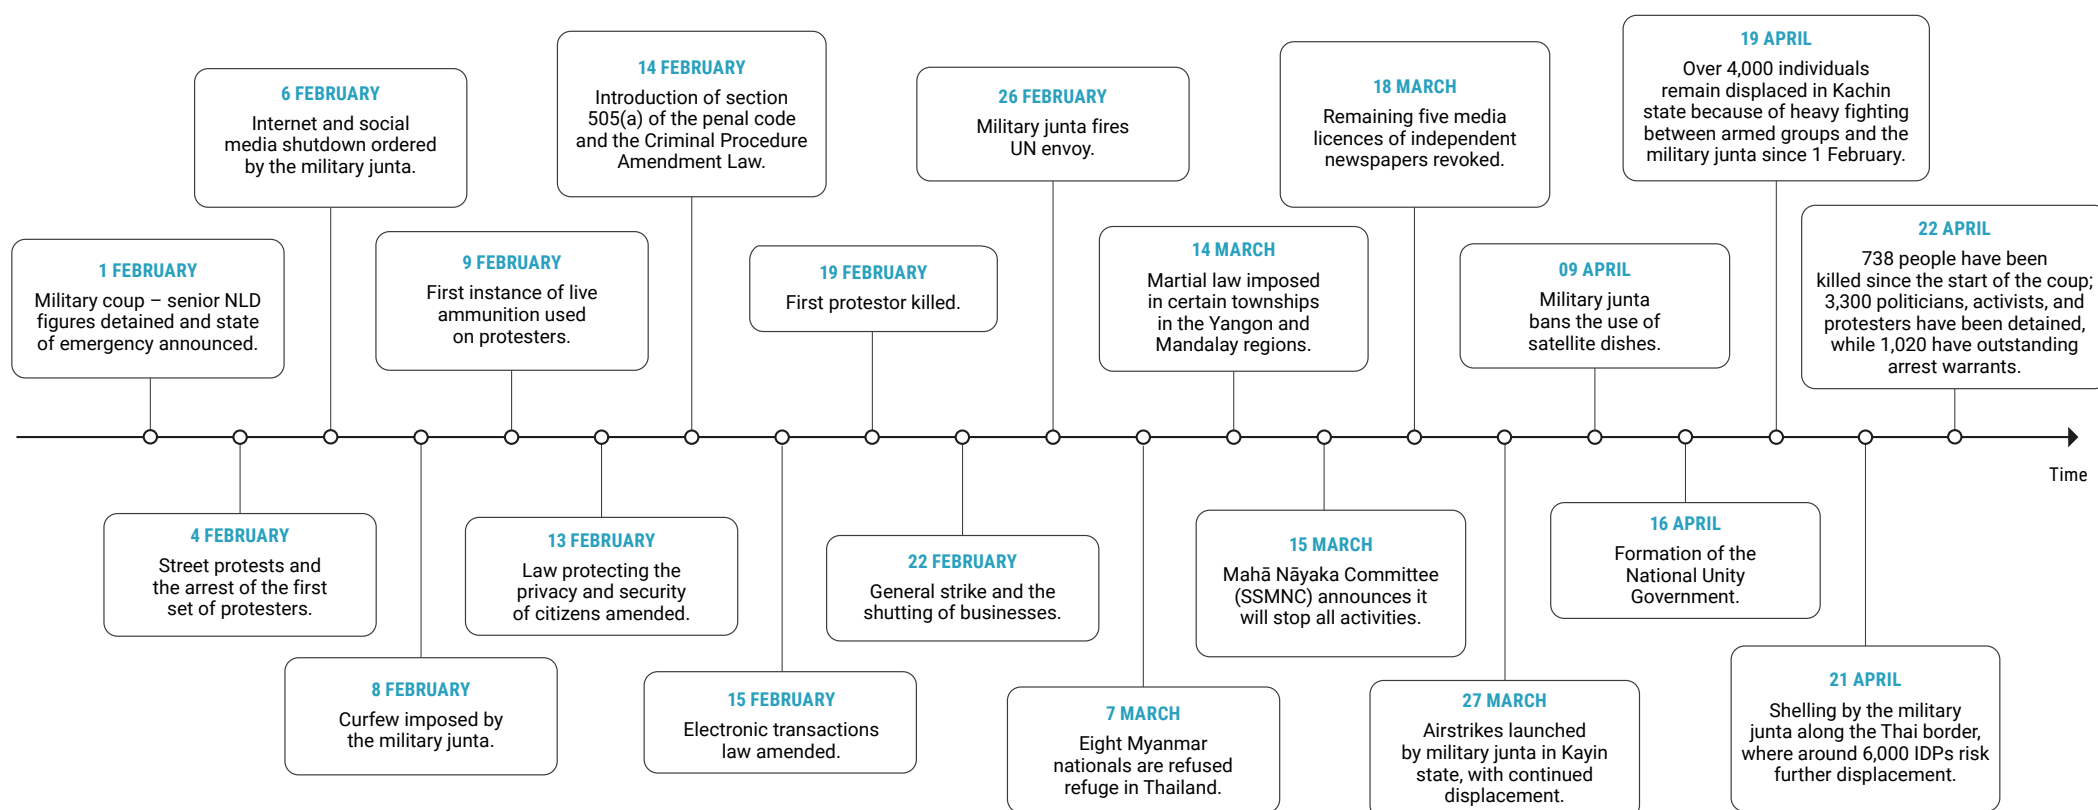 1 FEBRUARY
Military coup – senior NLD
figures detained and state
of emergency announced.
4 FEBRUARY
Street protests and
the arrest of the first
set of protesters.
6 FEBRUARY
Internet and social
media shutdown ordered
by the military junta.
8 FEBRUARY
Curfew imposed by
the military junta.
9 FEBRUARY
First instance of live
ammunition used
on protesters.
13 FEBRUARY
Law protecting the
privacy and security
of citizens amended.
14 FEBRUARY
Introduction of section
505(a) of the penal code
and the Criminal Procedure
Amendment Law.
15 FEBRUARY
Electronic transactions
law amended.
19 FEBRUARY
First protestor killed.
22 FEBRUARY
General strike and the
shutting of businesses.
26 FEBRUARY
Military junta fires
UN envoy.
7 MARCH
Eight Myanmar
nationals are refused
refuge in Thailand.
14 MARCH
Martial law imposed
in certain townships
in the Yangon and
Mandalay regions.
15 MARCH
Mahā Nāyaka Committee
(SSMNC) announces it
will stop all activities.
18 MARCH
Remaining five media
licences of independent
newspapers revoked.
27 MARCH
Airstrikes launched
by military junta in Kayin
state, with continued
displacement.
09 APRIL
Military junta
bans the use of
satellite dishes.
16 APRIL
Formation of the
National Unity
Government.
19 APRIL
Over 4,000 individuals
remain displaced in Kachin
state because of heavy fighting
between armed groups and the
military junta since 1 February.
21 APRIL
Shelling by the military
junta along the Thai border,
where around 6,000 IDPs risk
further displacement.
22 APRIL
738 people have been
killed since the start of the coup;
3,300 politicians, activists, and
protesters have been detained,
while 1,020 have outstanding
arrest warrants.
Time